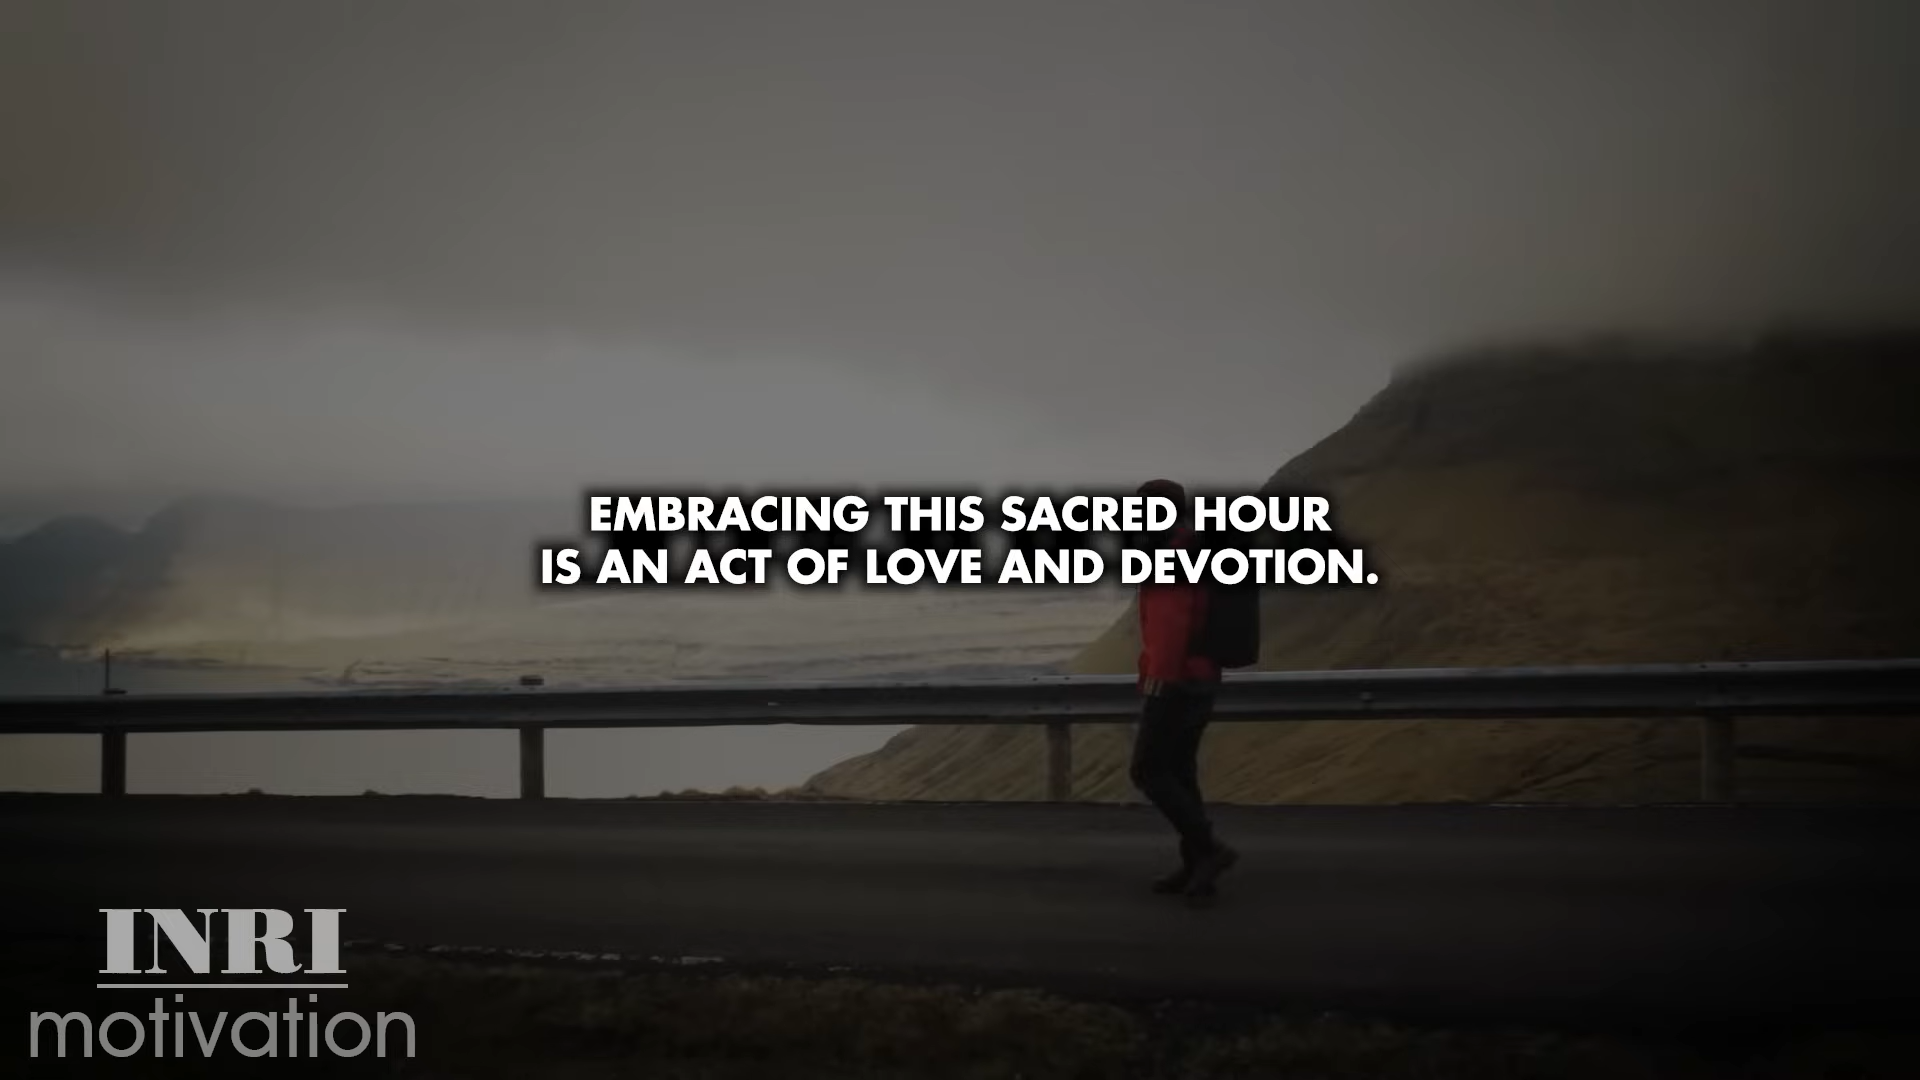 EMBRACING THIS SACRED HOUR
IS AN ACT OF LOVE AND DEVOTION.
INRI
motivation